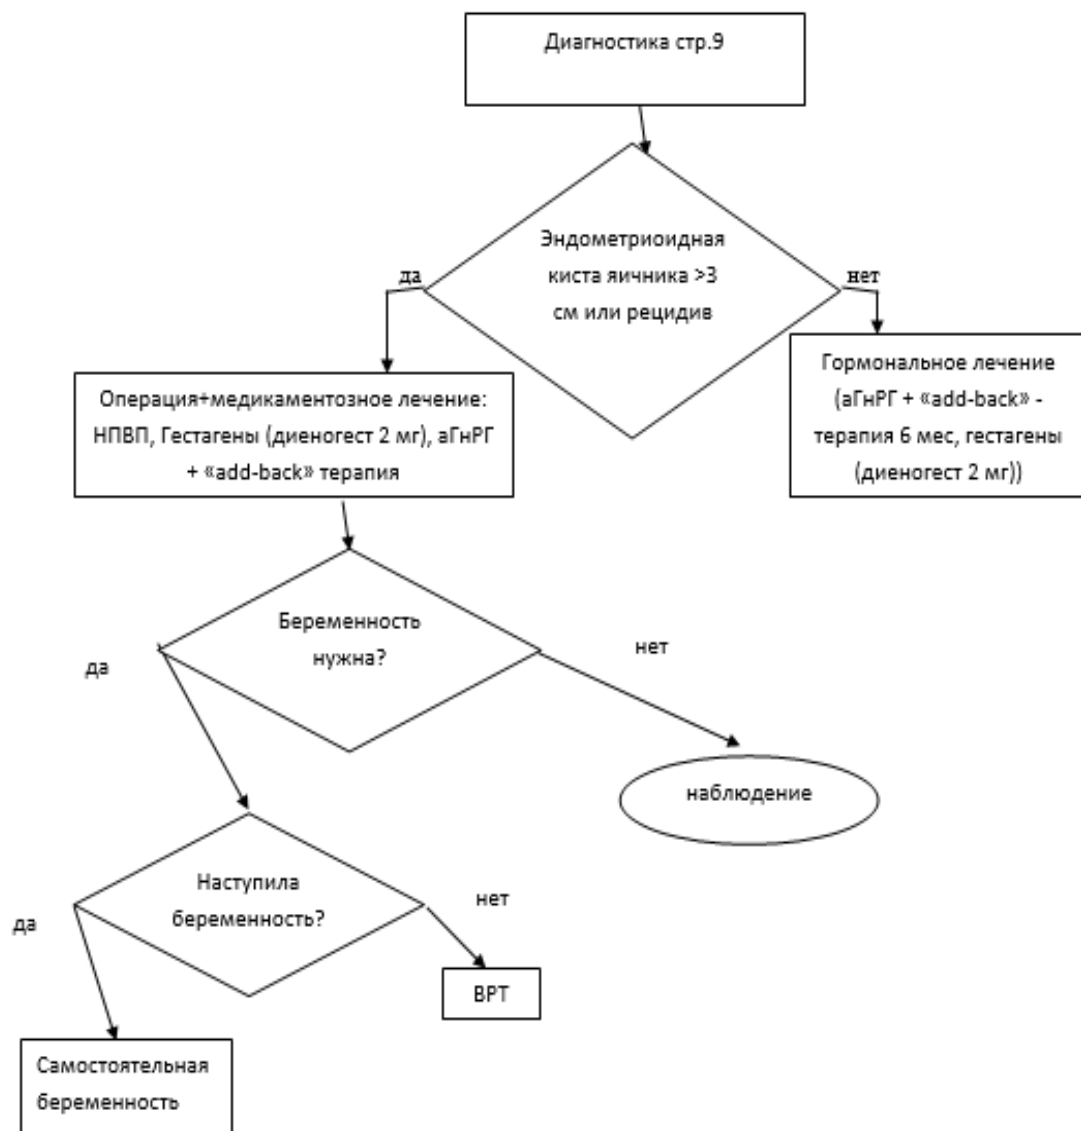 Диагностика стр.9
Эндометриоидная
киста яичника >3
см или рецидив
да
нет
Операция+медикаментозное лечение:
НПВП, Гестагены (диеногест 2 мг), аГнРГ
+ «add-back» терапия
Гормональное лечение
(аГнРГ + «add-back» -
терапия 6 мес, гестагены
(диеногест 2 мг))
Беременность
нужна?
да
нет
наблюдение
Наступила
беременность?
да
нет
ВРТ
Самостоятельная
беременность